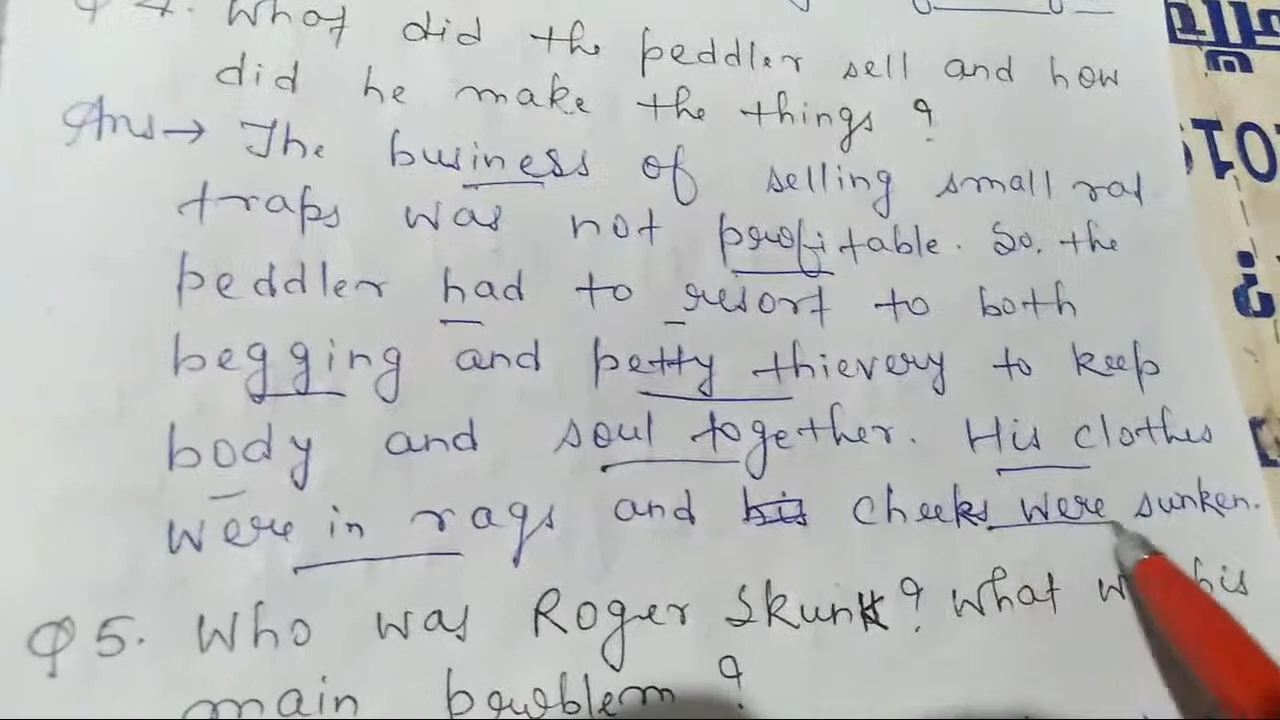 What did the peddler sell and how
did he make the things ?
Ans → The business of selling small rat
traps was not profitable. So, the
peddler had to resort to both
begging and petty thievery to keep
body and soul together. His clothes
were in rags and his cheeks were sunken.
Q 5. Who was Roger Skunk? What his
main problem ?